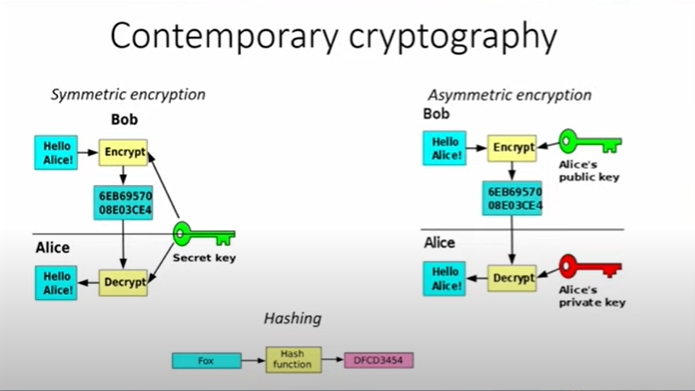 Contemporary cryptography
Symmetric encryption
Bob
Hello
Alice!
Encrypt
6EB69570
08E03CE4
Alice
Secret key
Hello
Alice!
Decrypt
Asymmetric encryption
Bob
Hello
Alice!
Encrypt
Alice's
public key
6EB69570
08E03CE4
Alice
Hello
Alice!
Decrypt
Alice's
private key
Hashing
Fox
Hash
function
DFCD3454